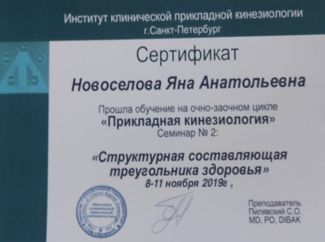 Институт клинической прикладной кинезиологии
г.Санкт-Петербург
Сертификат
Новоселова Яна Анатольевна
Прошла обучение на очно-заочном цикле
«Прикладная кинезиология»
Семинар № 2:
«Структурная составляющая
треугольника здоровья»
8-11 ноября 2019г ,
Преподаватель
Пилявский С.О.
MD, PO, DIBAK